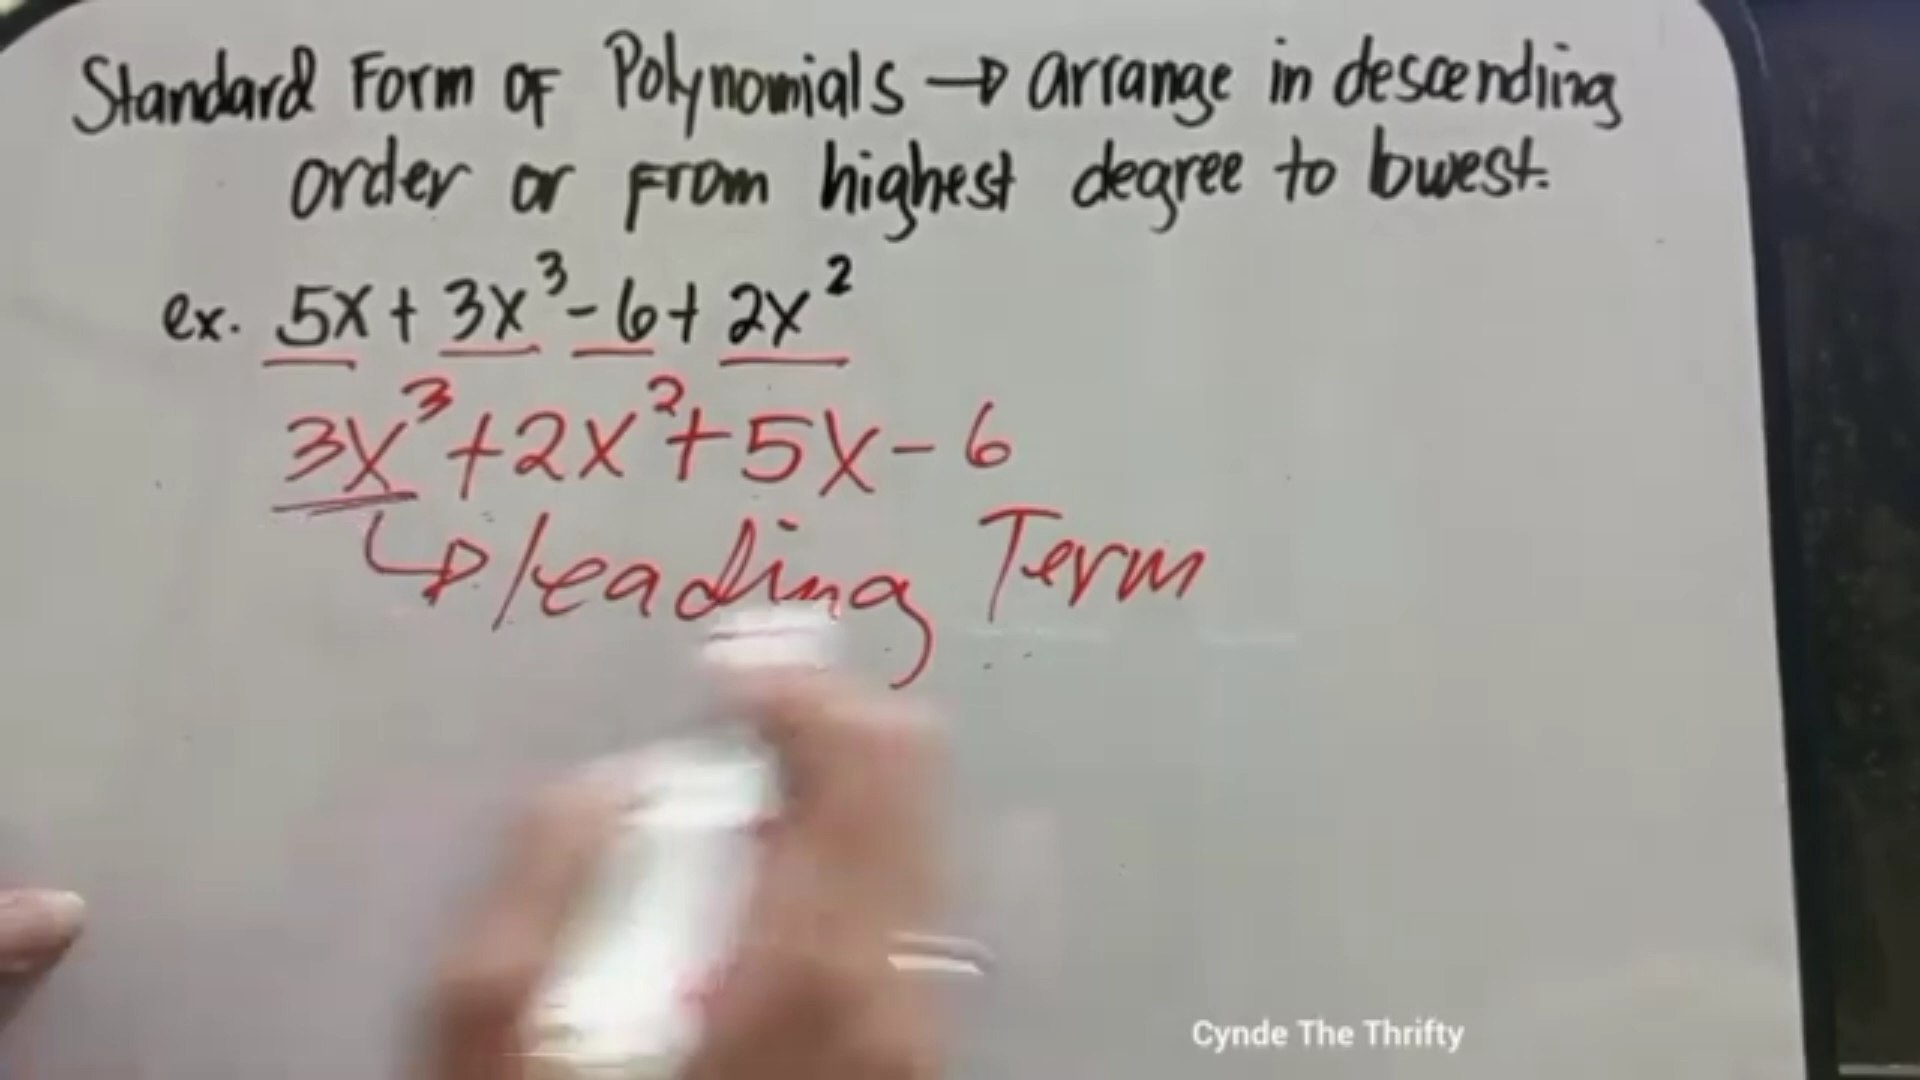 Standard Form OF Polynomials → arrange in descending
order or from highest degree to lowest.
ex. 5x + 3x³ - 6 + 2x²
3x³ + 2x² + 5x - 6
↳ leading Term
Cynde The Thrifty